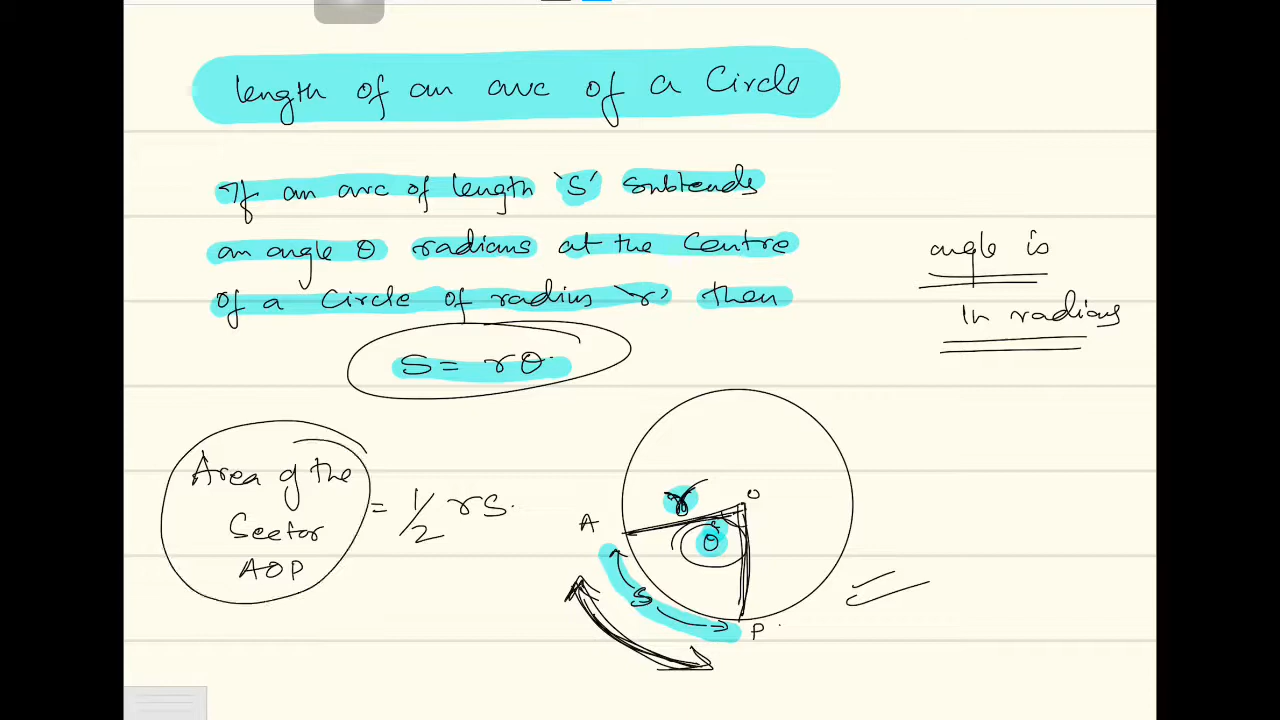 length of an arc of a Circle
If an arc of length 'S' subtends
an angle θ radians at the Centre
of a Circle of radius 'r' then
S = rθ
angle is
in radians
Area of the
Sector
AOP
= 1/2 rs.
r
O
A
θᶜ
S
P